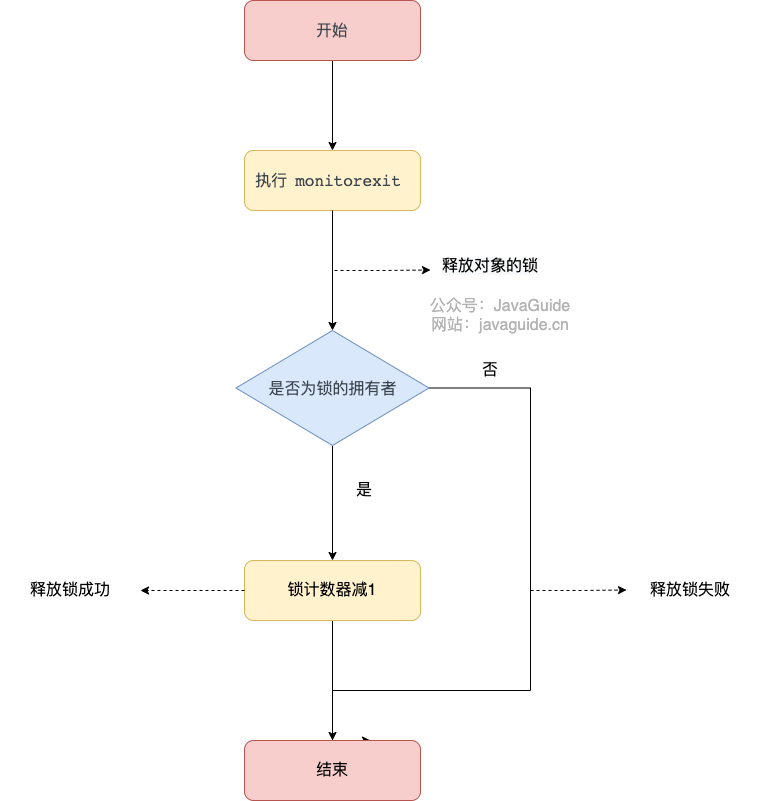 开始
执行 monitorexit
释放对象的锁
公众号：JavaGuide
网站：javaguide.cn
否
是否为锁的拥有者
是
释放锁成功
锁计数器减1
释放锁失败
结束